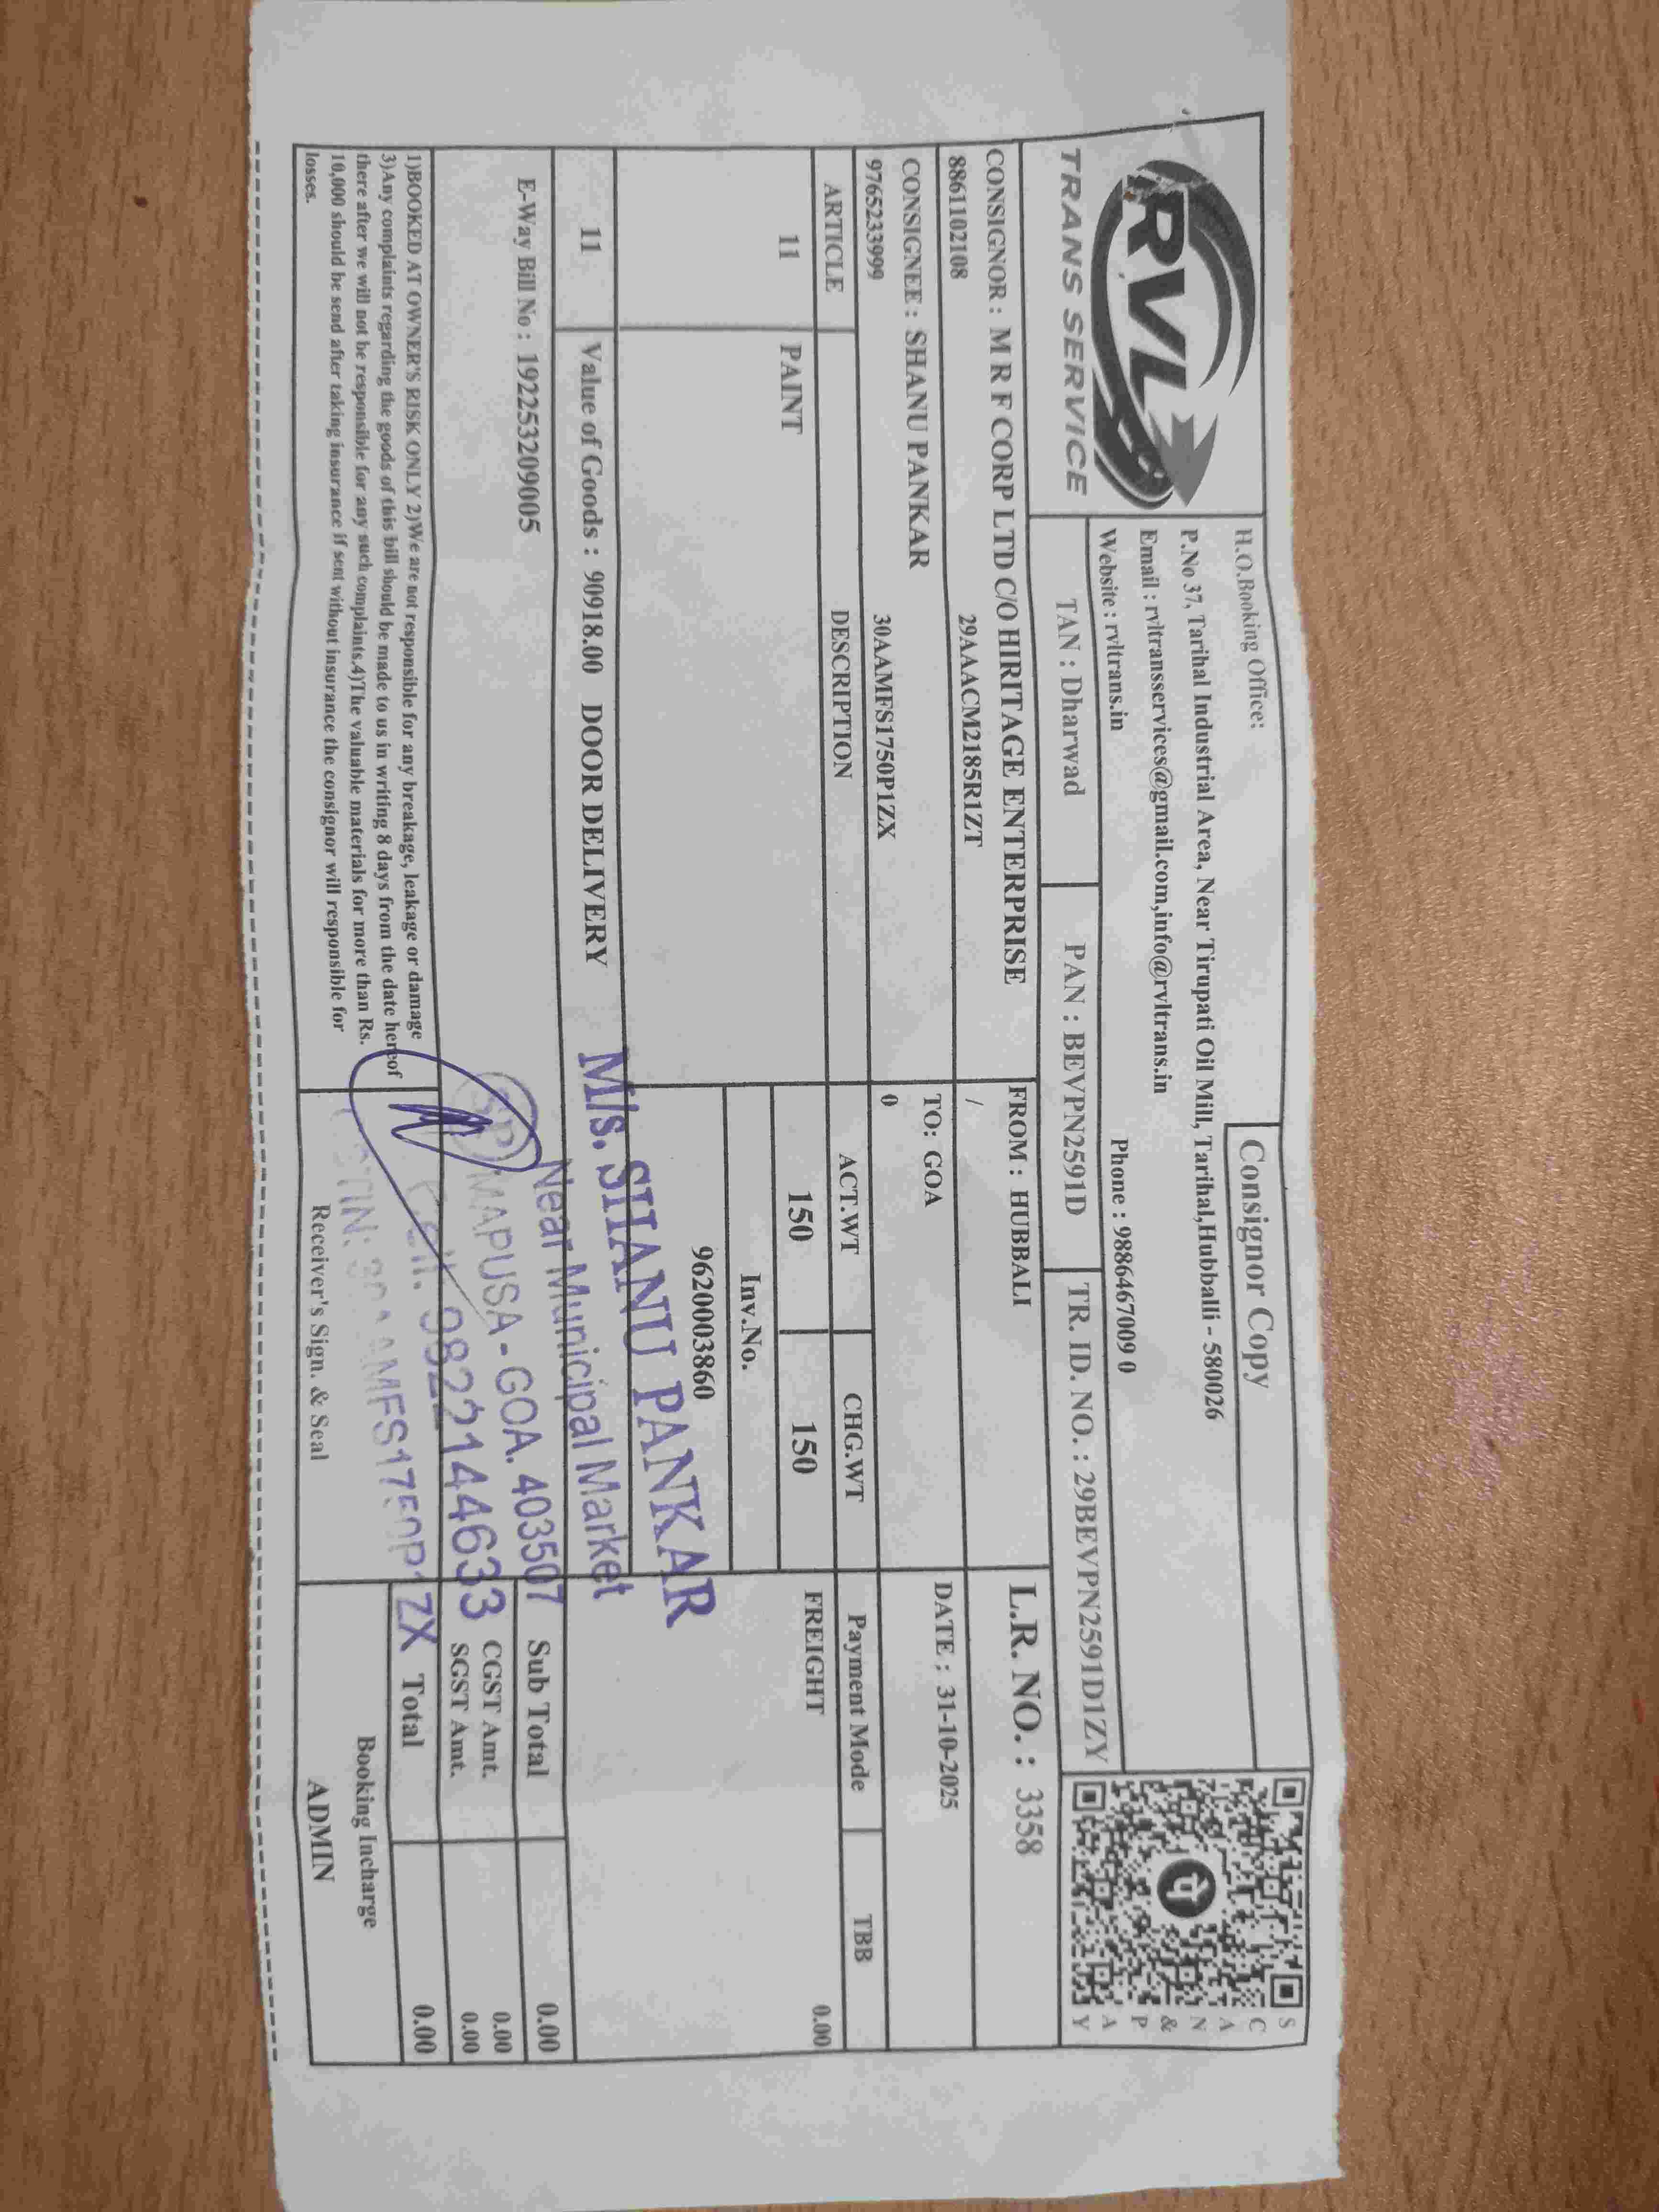 Consignor Copy
RVL
TRANS SERVICE
H.O.Booking Office:
P.No 37, Tarihal Industrial Area, Near Tirupati Oil Mill, Tarihal,Hubballi - 580026
Email : rvltransservices@gmail.com,info@rvltrans.in
Website : rvltrans.in Phone : 9886467009 0
SCAN & PAY
TAN : Dharwad PAN : BEVPN2591D TR. ID. NO. : 29BEVPN2591D1ZY
CONSIGNOR : M R F CORP LTD C/O HIRITAGE ENTERPRISE FROM : HUBBALI L.R. NO. : 3358
8861102108 29AAACM2185R1ZT /
CONSIGNEE : SHANU PANKAR TO: GOA DATE : 31-10-2025
9765233999 30AAMFS1750P1ZX 0
ARTICLE DESCRIPTION ACT.WT CHG.WT Payment Mode TBB
11 PAINT 150 150 FREIGHT 0.00
Inv.No.
9620003860
11 Value of Goods : 90918.00 DOOR DELIVERY
M/s. SHANU PANKAR
Near Municipal Market
MAPUSA - GOA. 403507
9822144633
E-Way Bill No : 192253209005
Sub Total 0.00
CGST Amt. 0.00
SGST Amt. 0.00
Total 0.00
1)BOOKED AT OWNER'S RISK ONLY 2)We are not responsible for any breakage, leakage or damage
3)Any complaints regarding the goods of this bill should be made to us in writing 8 days from the date hereof
there after we will not be responsible for any such complaints.4)The valuable materials for more than Rs.
10,000 should be send after taking insurance if sent without insurance the consignor will responsible for
losses.
Receiver's Sign. & Seal
Booking Incharge
ADMIN